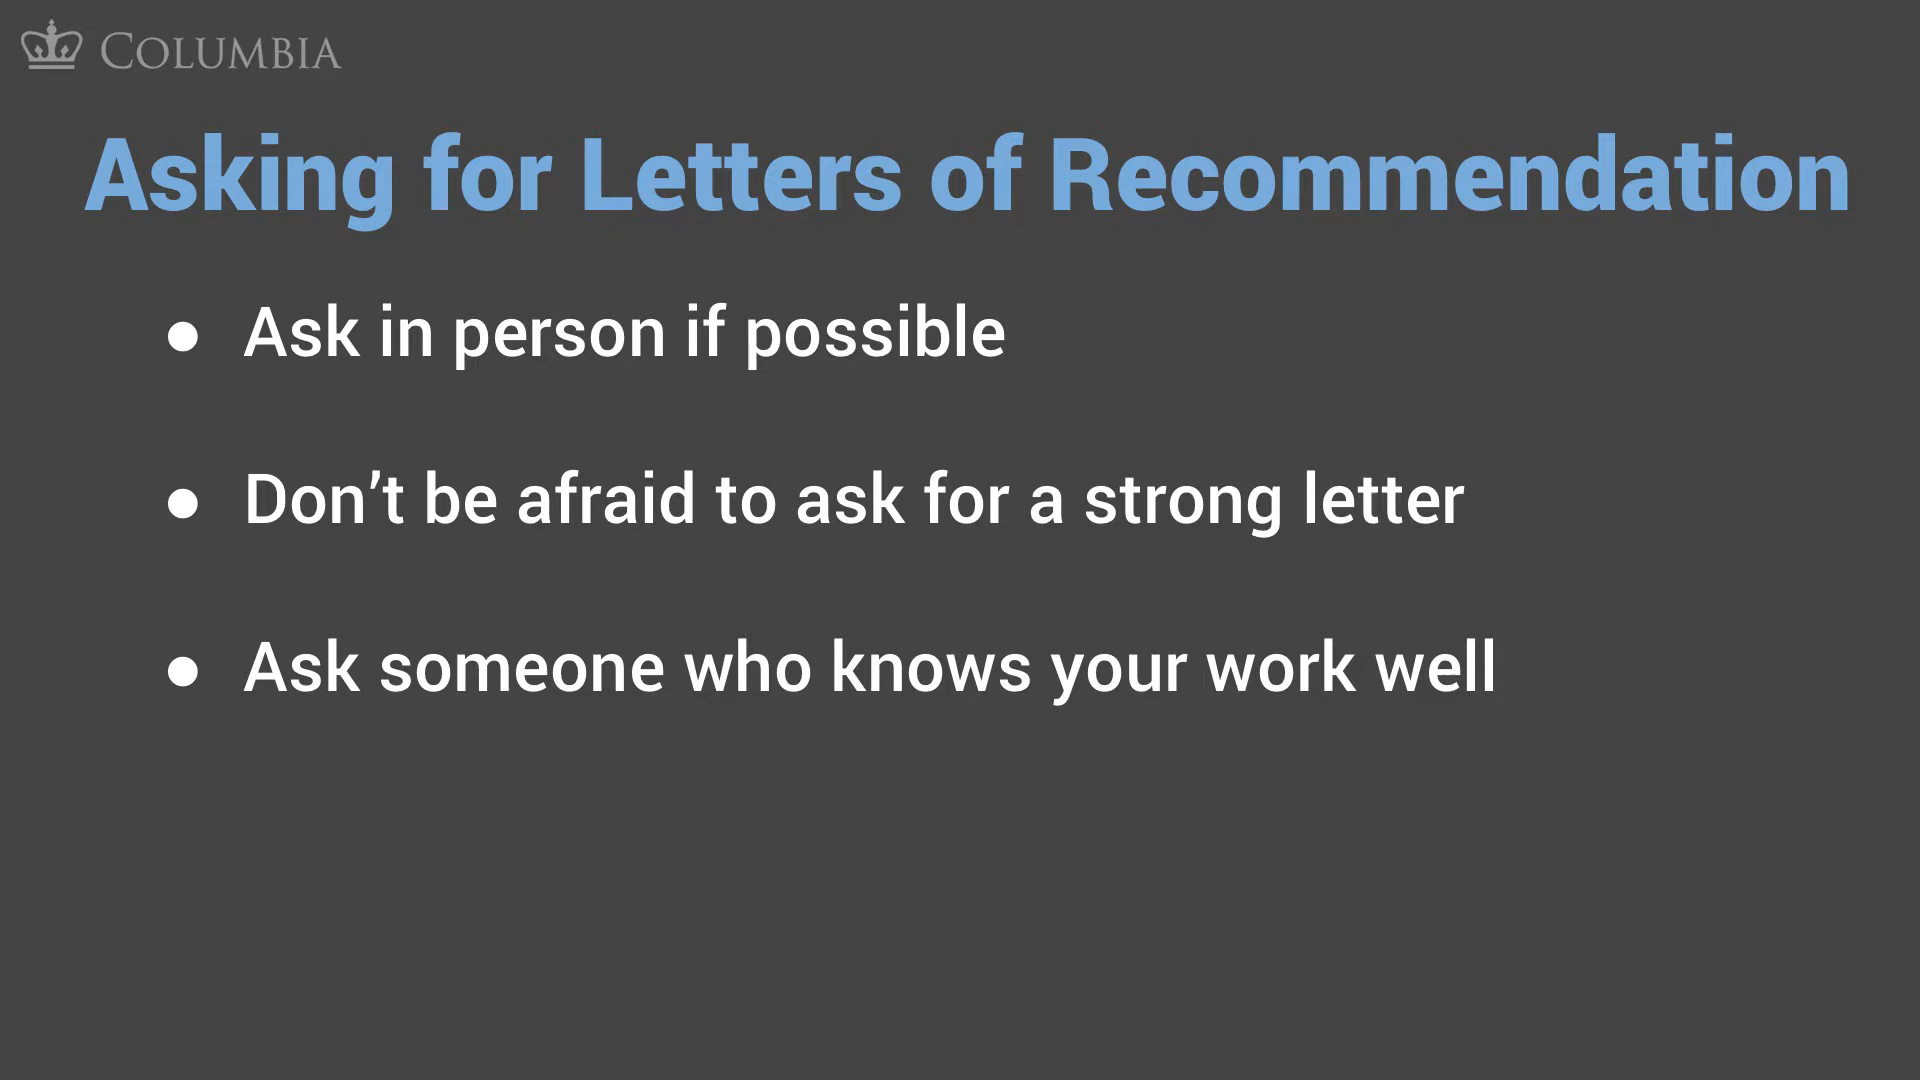 COLUMBIA
Asking for Letters of Recommendation
● Ask in person if possible
● Don’t be afraid to ask for a strong letter
● Ask someone who knows your work well